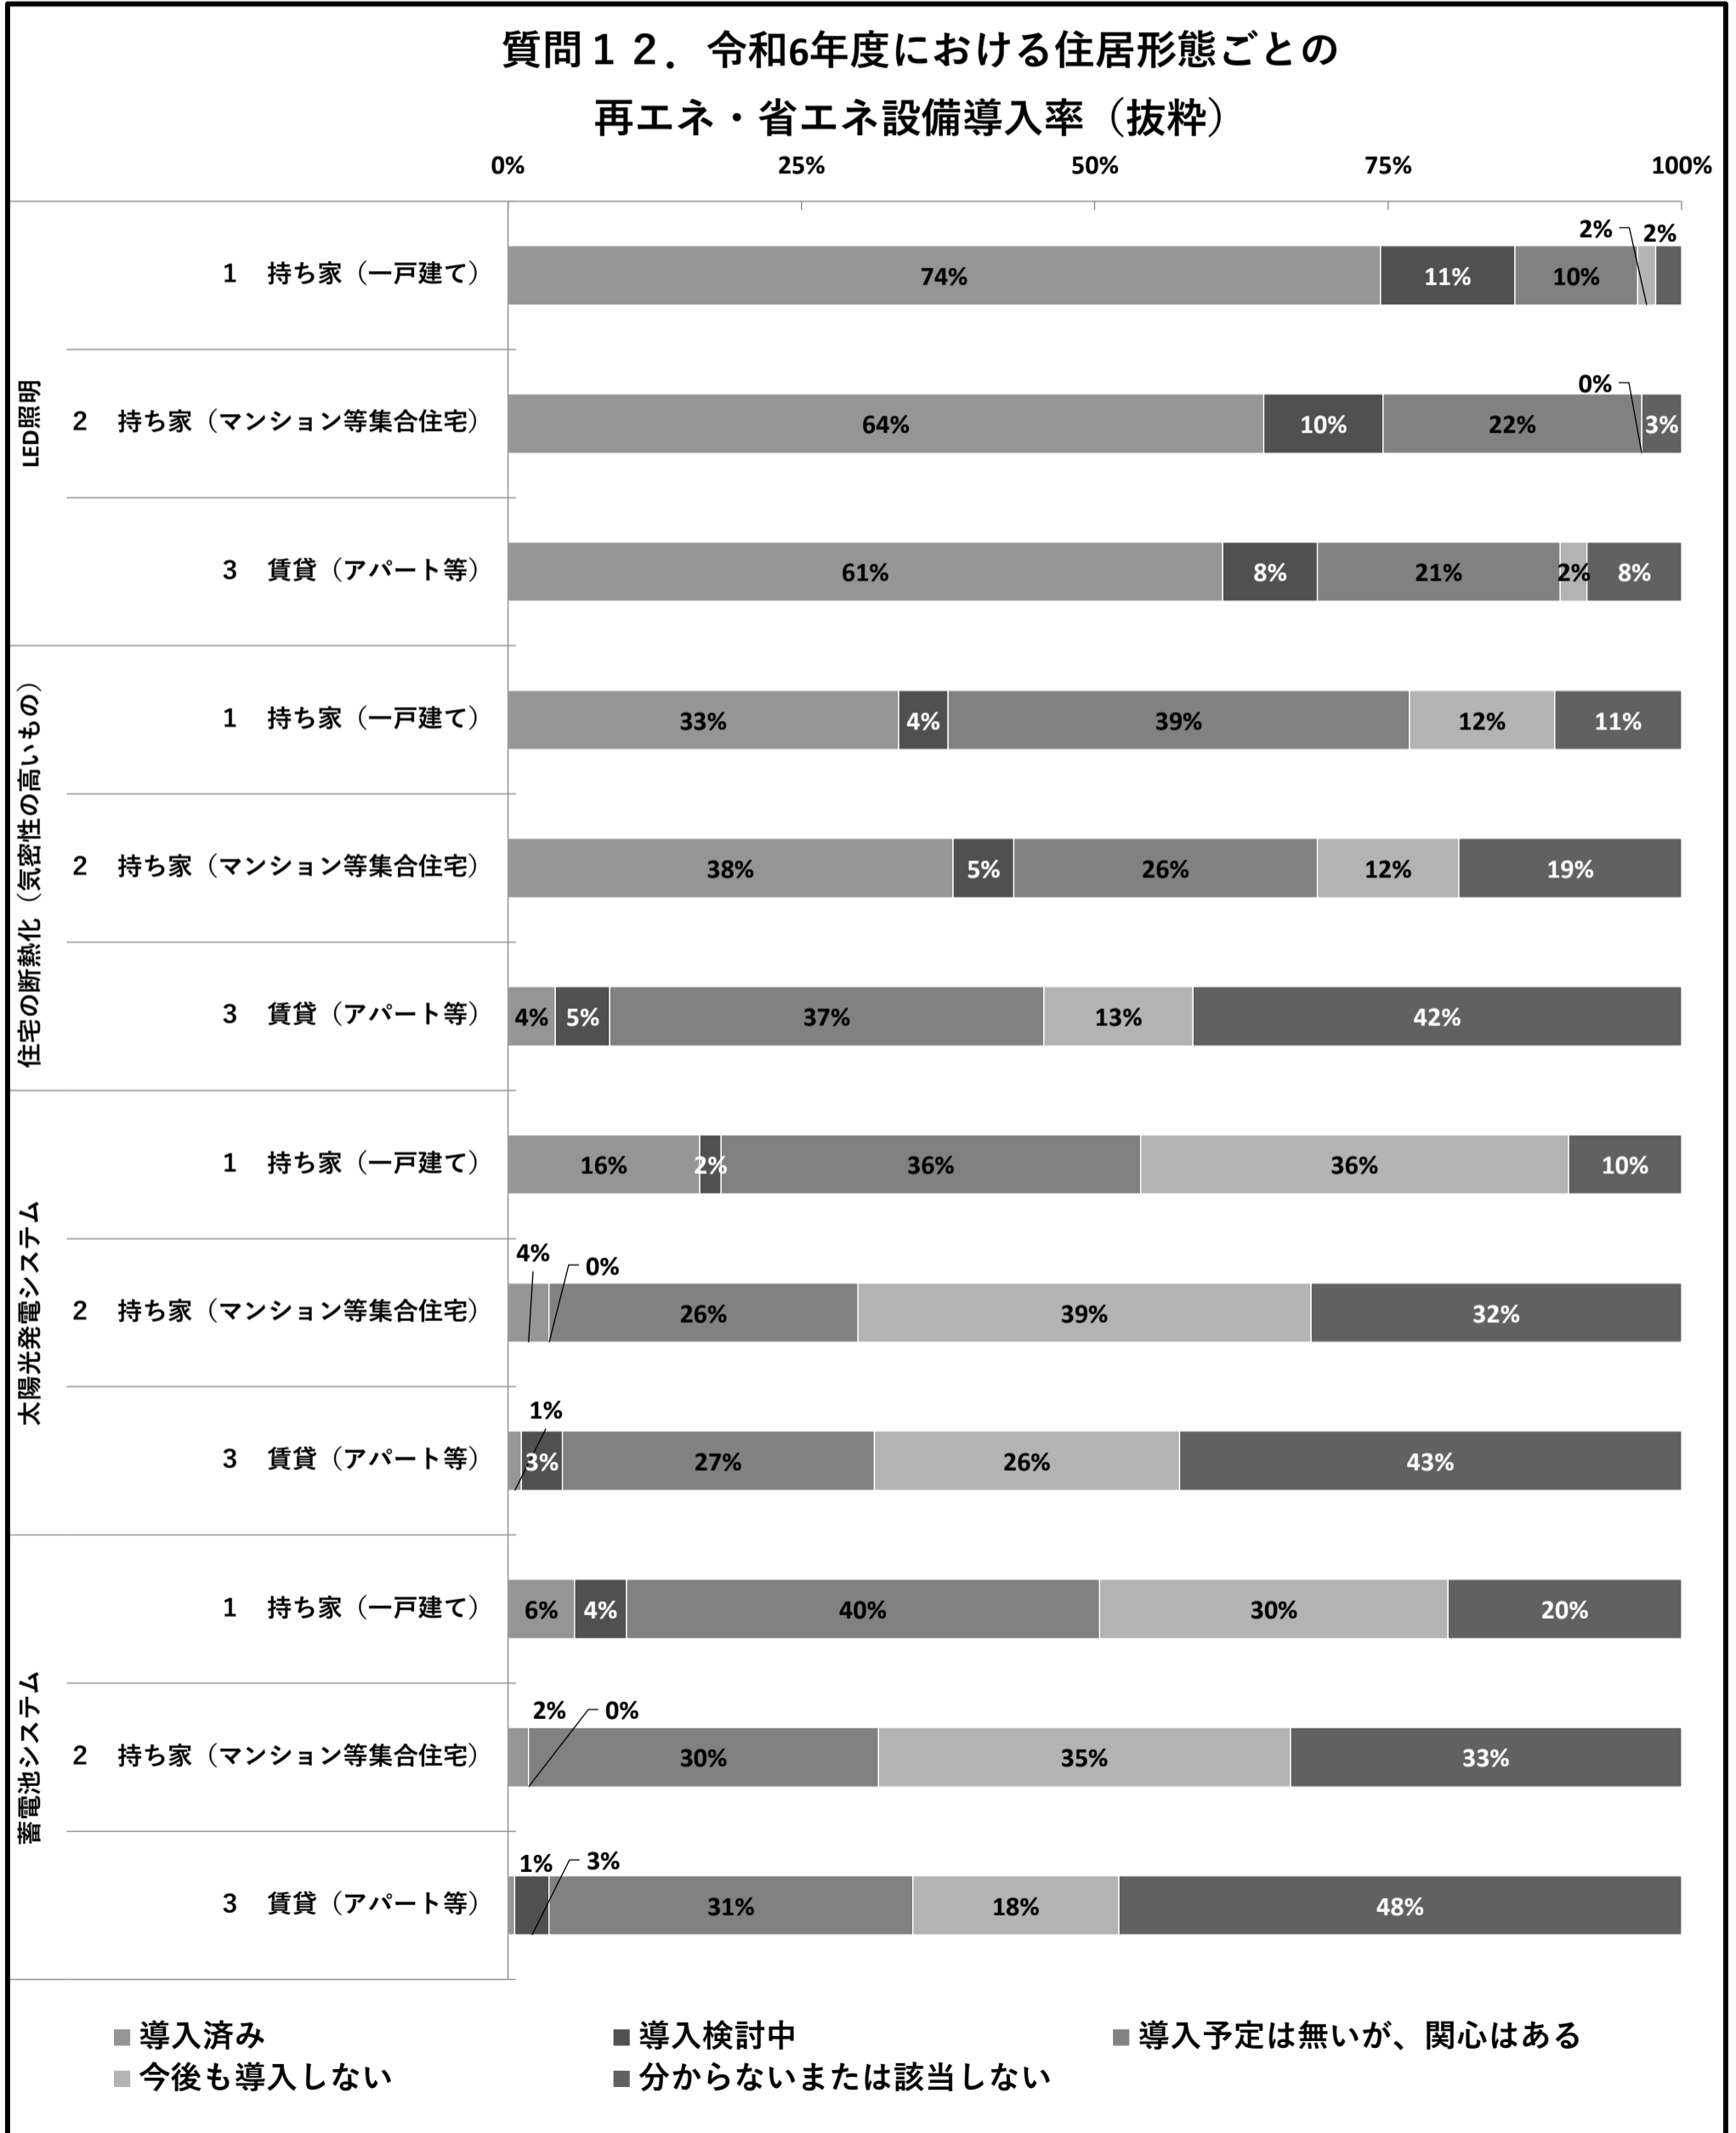 質問１２．令和6年度における住居形態ごとの
再エネ・省エネ設備導入率（抜粋）
0% 25% 50% 75% 100%
LED照明
1 持ち家（一戸建て） 74% 11% 10% 2% 2%
2 持ち家（マンション等集合住宅） 64% 10% 22% 0% 3%
3 賃貸（アパート等） 61% 8% 21% 2% 8%
住宅の断熱化（気密性の高いもの）
1 持ち家（一戸建て） 33% 4% 39% 12% 11%
2 持ち家（マンション等集合住宅） 38% 5% 26% 12% 19%
3 賃貸（アパート等） 4% 5% 37% 13% 42%
太陽光発電システム
1 持ち家（一戸建て） 16% 2% 36% 36% 10%
2 持ち家（マンション等集合住宅） 4% 0% 26% 39% 32%
3 賃貸（アパート等） 1% 3% 27% 26% 43%
蓄電池システム
1 持ち家（一戸建て） 6% 4% 40% 30% 20%
2 持ち家（マンション等集合住宅） 2% 0% 30% 35% 33%
3 賃貸（アパート等） 1% 3% 31% 18% 48%
導入済み 導入検討中 導入予定は無いが、関心はある
今後も導入しない 分からないまたは該当しない